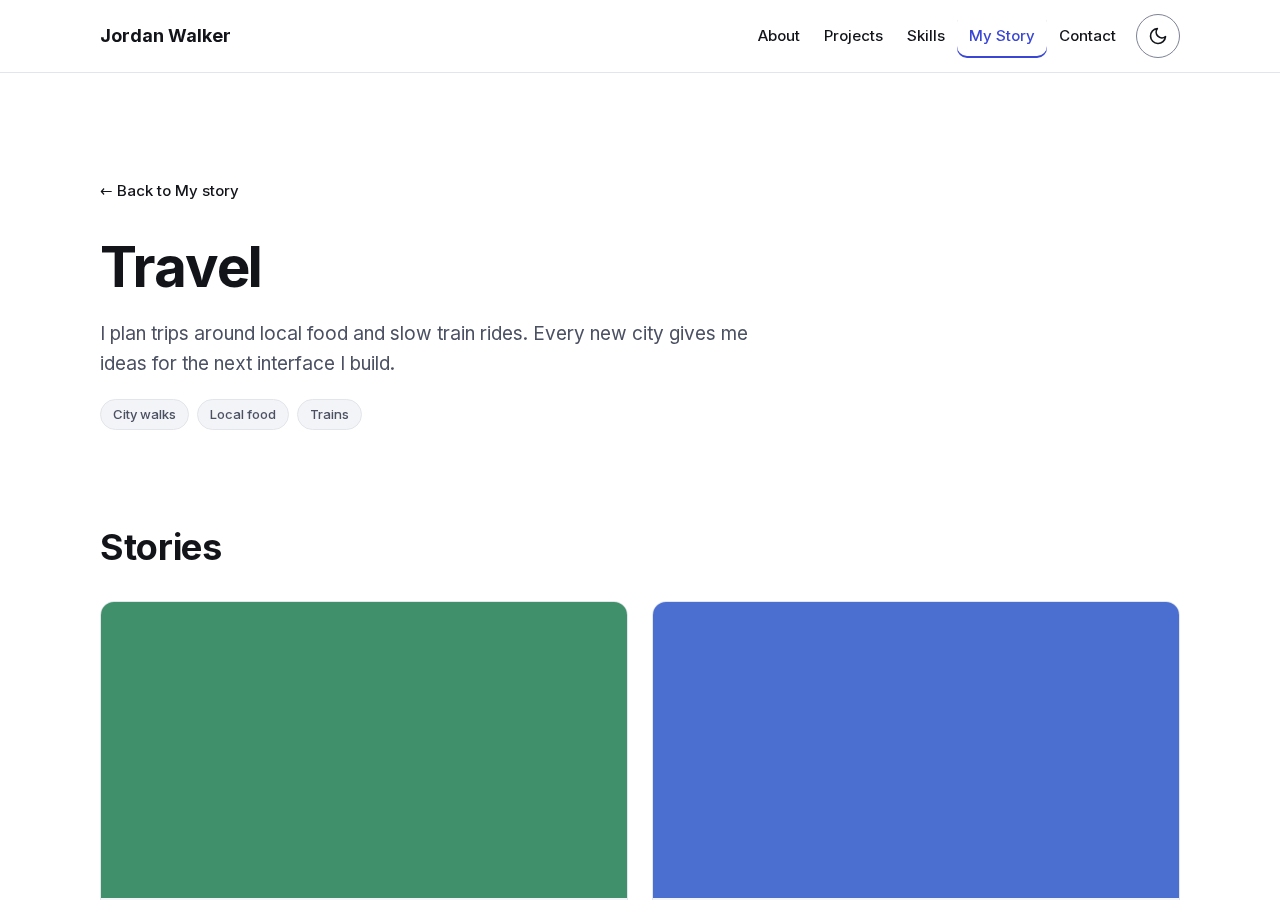 Jordan Walker
About Projects Skills My Story Contact
← Back to My story
Travel
I plan trips around local food and slow train rides. Every new city gives me
ideas for the next interface I build.
City walks Local food Trains
Stories